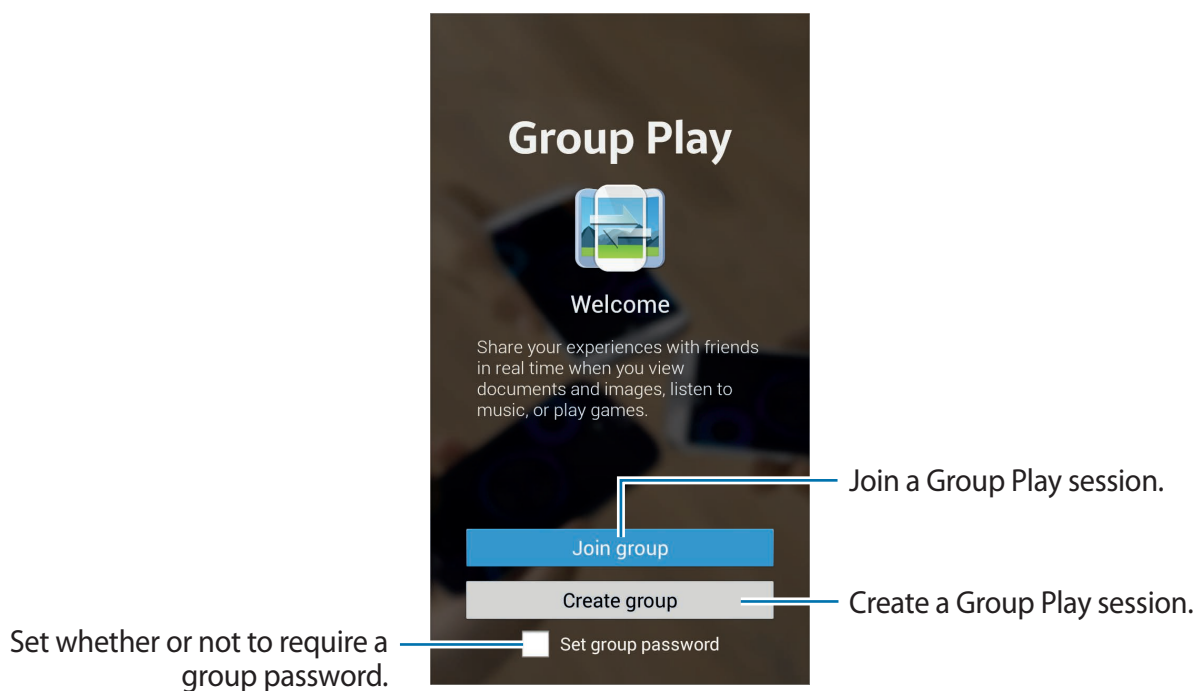 Group Play
Welcome
Share your experiences with friends
in real time when you view
documents and images, listen to
music, or play games.
Join a Group Play session.
Join group
Create group
Create a Group Play session.
Set whether or not to require a
group password.
Set group password